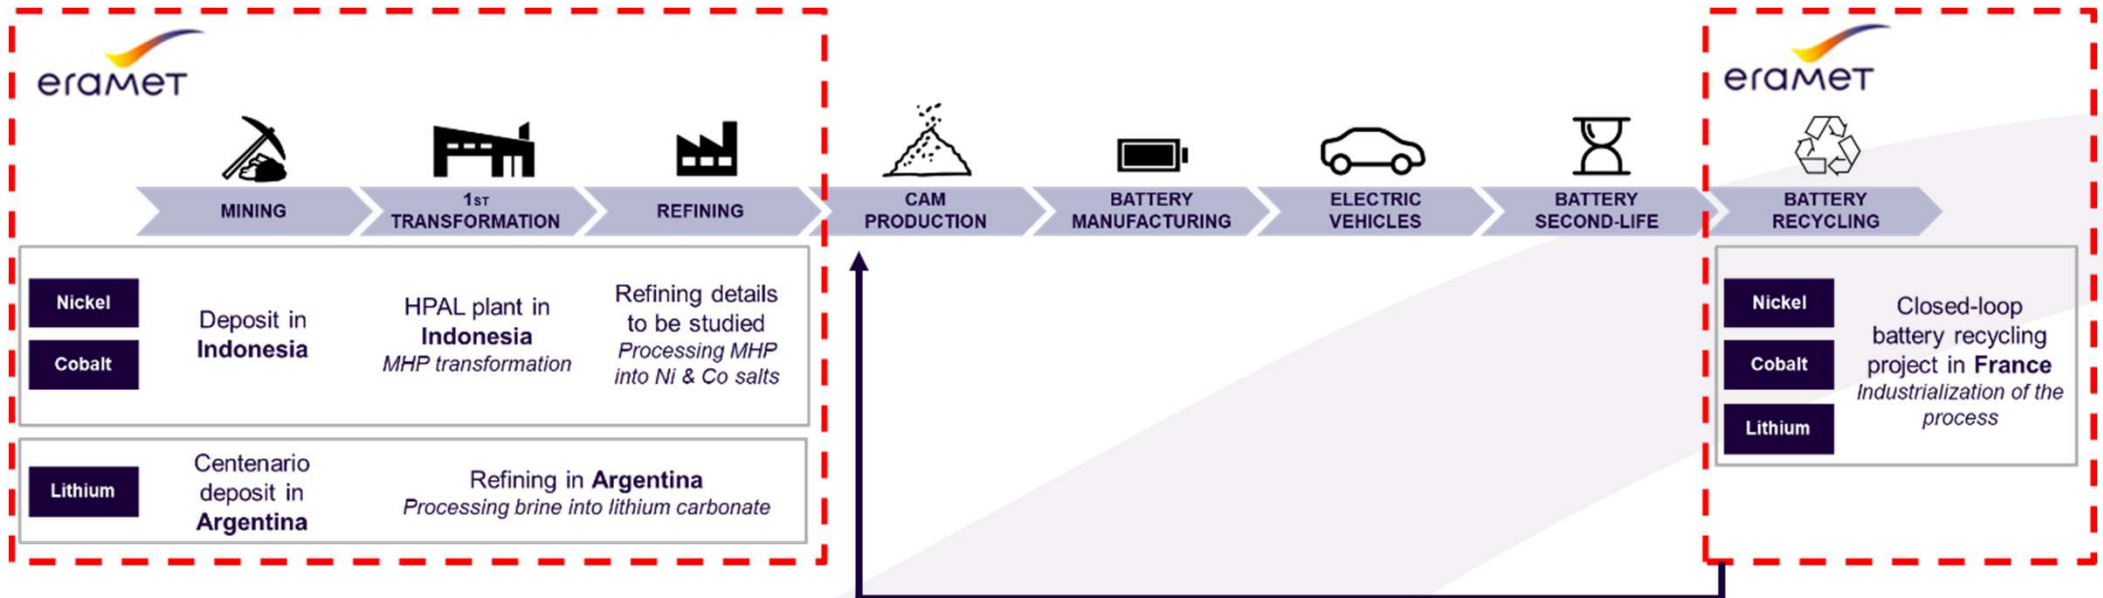 eramet
eramet
MINING
1ST
TRANSFORMATION
REFINING
CAM
PRODUCTION
BATTERY
MANUFACTURING
ELECTRIC
VEHICLES
BATTERY
SECOND-LIFE
BATTERY
RECYCLING
Nickel
Cobalt
Deposit in
Indonesia
HPAL plant in
Indonesia
MHP transformation
Refining details
to be studied
Processing MHP
into Ni & Co salts
Lithium
Centenario
deposit in
Argentina
Refining in Argentina
Processing brine into lithium carbonate
Nickel
Cobalt
Lithium
Closed-loop
battery recycling
project in France
Industrialization of the
process